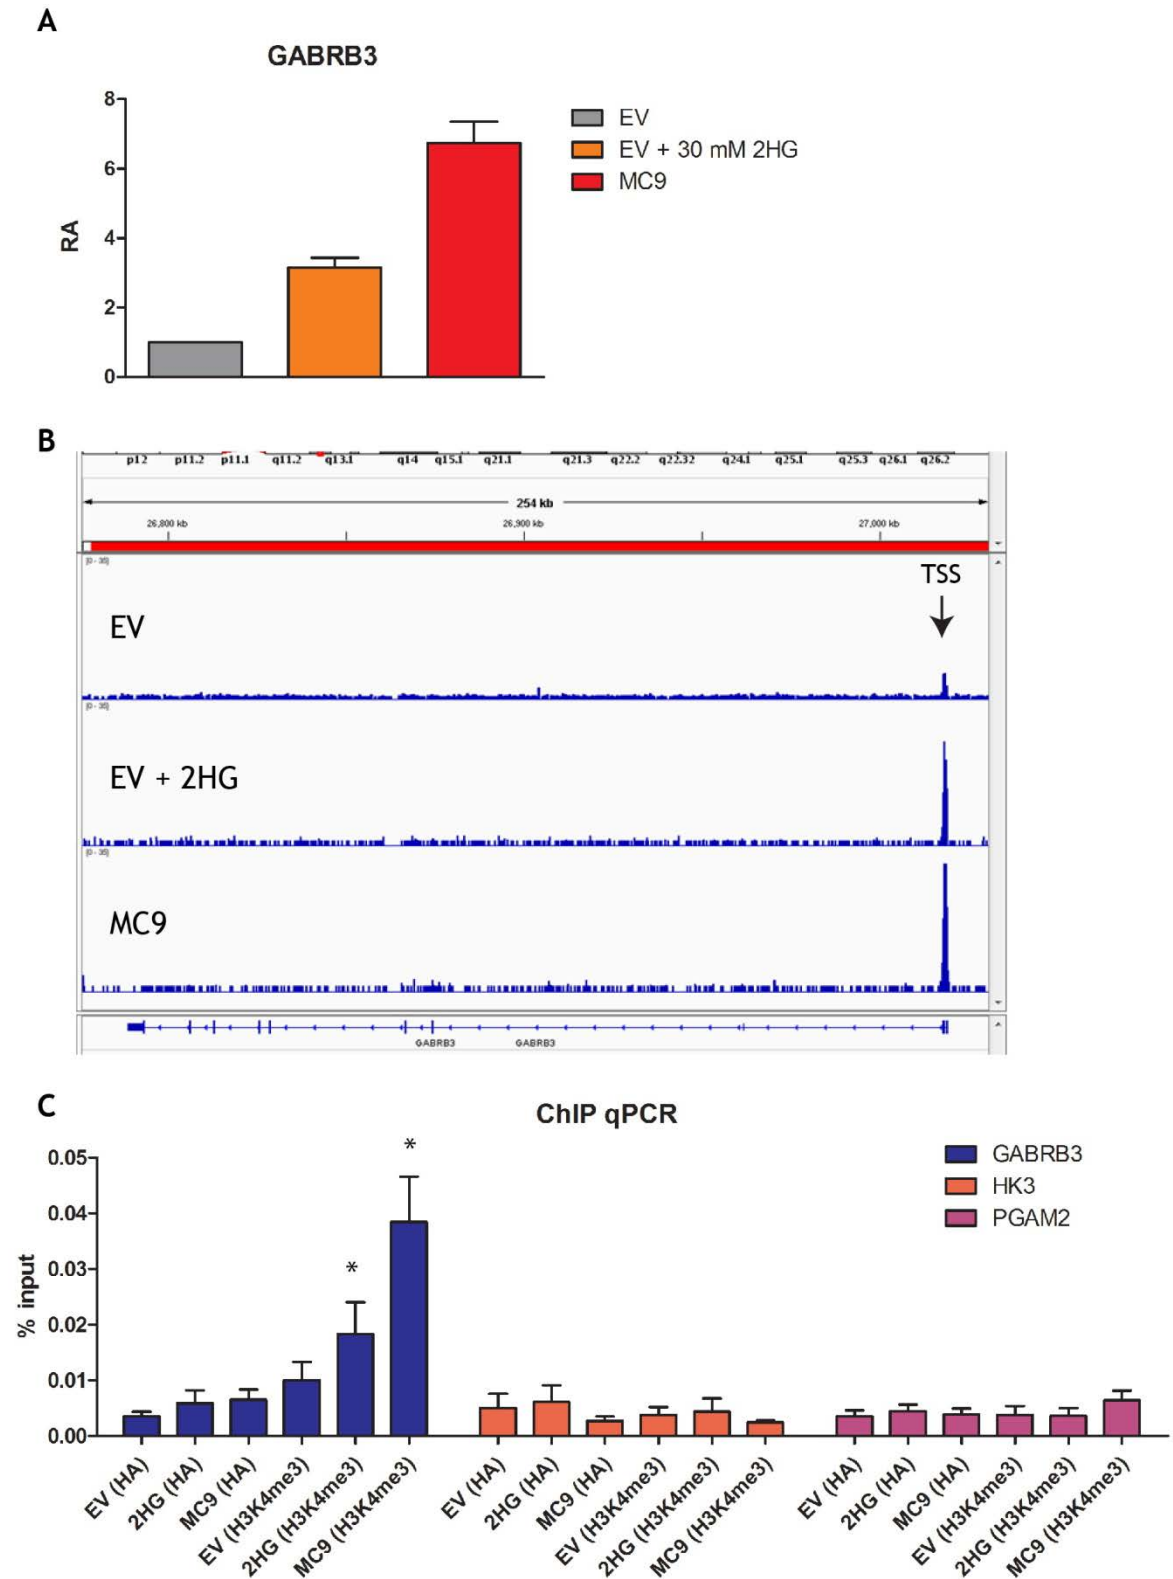 A
GABRB3
8
6
4
2
0
RA
EV
EV + 30 mM 2HG
MC9
B
p12 p11.2 p11.1 q11.2 q13.1 q14 q15.1 q21.1 q21.3 q22.2 q22.32 q24.1 q25.1 q25.3 q26.1 q26.2
254 kb
26,800 kb 26,900 kb 27,000 kb
[0 - 35]
TSS
EV
[0 - 35]
EV + 2HG
[0 - 35]
MC9
GABRB3 GABRB3
C
ChIP qPCR
* *
0.05
0.04
0.03
0.02
0.01
0.00
% input
GABRB3
HK3
PGAM2
EV (HA)
2HG (HA)
MC9 (HA)
EV (H3K4me3)
2HG (H3K4me3)
MC9 (H3K4me3)
EV (HA)
2HG (HA)
MC9 (HA)
EV (H3K4me3)
2HG (H3K4me3)
MC9 (H3K4me3)
EV (HA)
2HG (HA)
MC9 (HA)
EV (H3K4me3)
2HG (H3K4me3)
MC9 (H3K4me3)